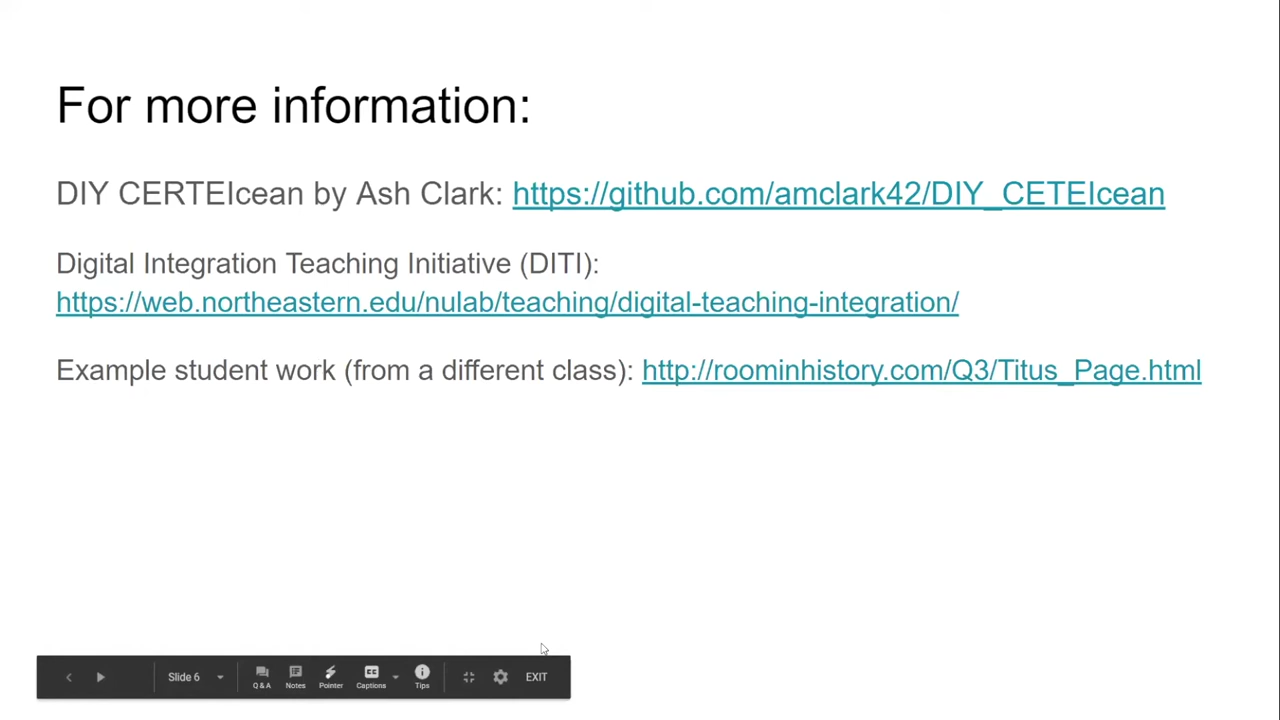 For more information:
DIY CERTEIcean by Ash Clark: https://github.com/amclark42/DIY_CETEIcean
Digital Integration Teaching Initiative (DITI):
https://web.northeastern.edu/nulab/teaching/digital-teaching-integration/
Example student work (from a different class): http://roominhistory.com/Q3/Titus_Page.html
Slide 6 Q & A Notes Pointer CC Captions Tips EXIT